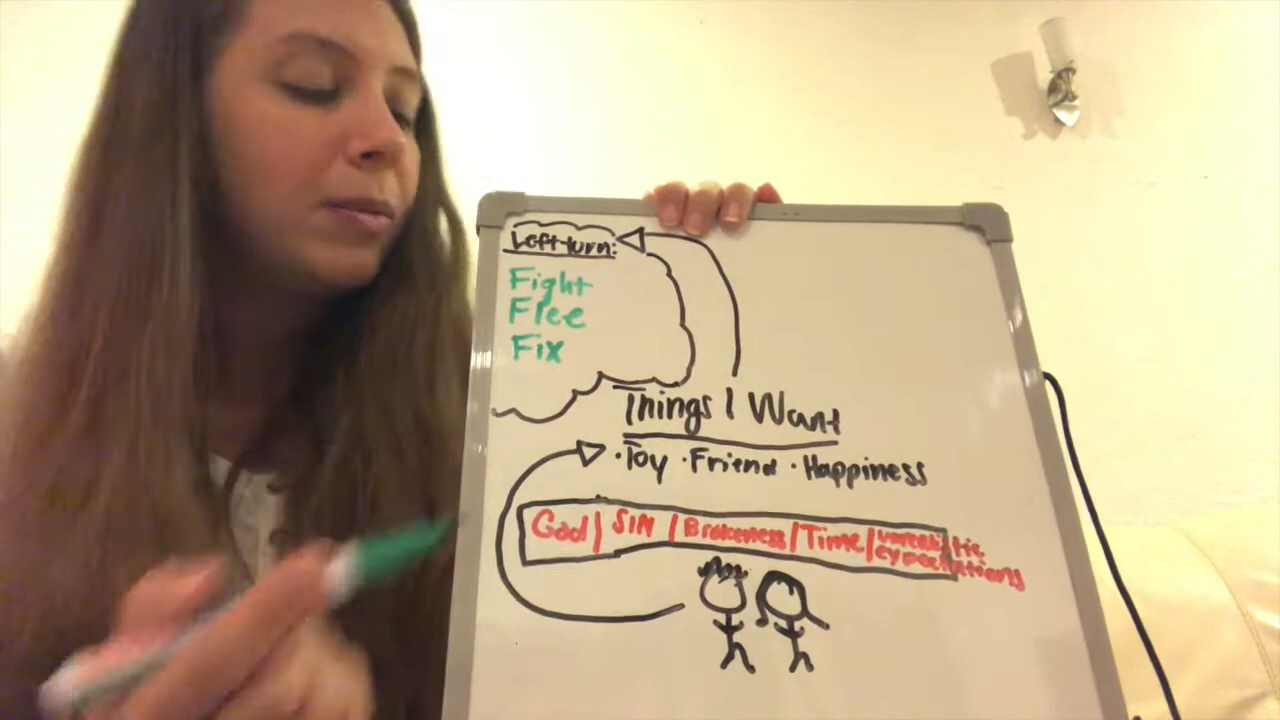 Left turn:
Fight
Flee
Fix
Things I Want
·Toy ·Friend ·Happiness
God | SIN | Brokeness | Time | unrealistic
expectations